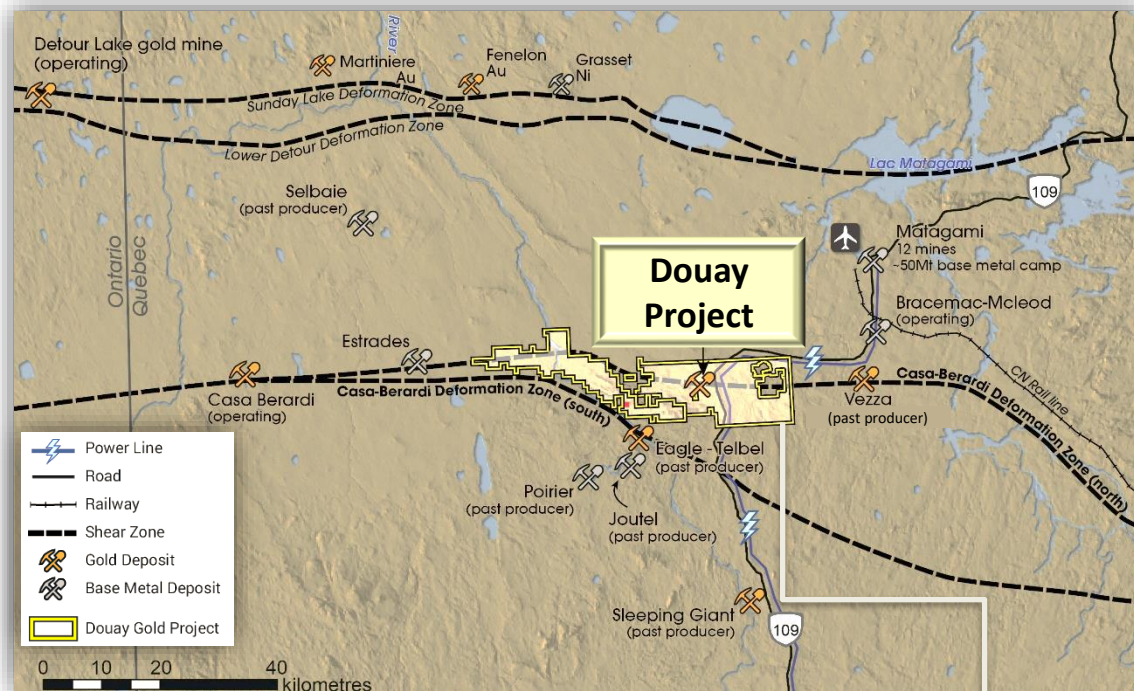 Detour Lake gold mine
(operating)
Martiniere
Au
River
Fenelon
Au
Grasset
Ni
Sunday Lake Deformation Zone
Lower Detour Deformation Zone
Lac Matagami
109
Selbaie
(past producer)
Ontario
Quebec
Matagami
12 mines
~50Mt base metal camp
Douay
Project
Bracemac-Mcleod
(operating)
Estrades
CN Rail line
Casa Berardi
(operating)
Casa-Berardi Deformation Zone (south)
Vezza
(past producer)
Casa-Berardi Deformation Zone (north)
Eagle - Telbel
(past producer)
Poirier
(past producer)
Joutel
(past producer)
Sleeping Giant
(past producer)
109
Power Line
Road
Railway
Shear Zone
Gold Deposit
Base Metal Deposit
Douay Gold Project
0 10 20 40
kilometres